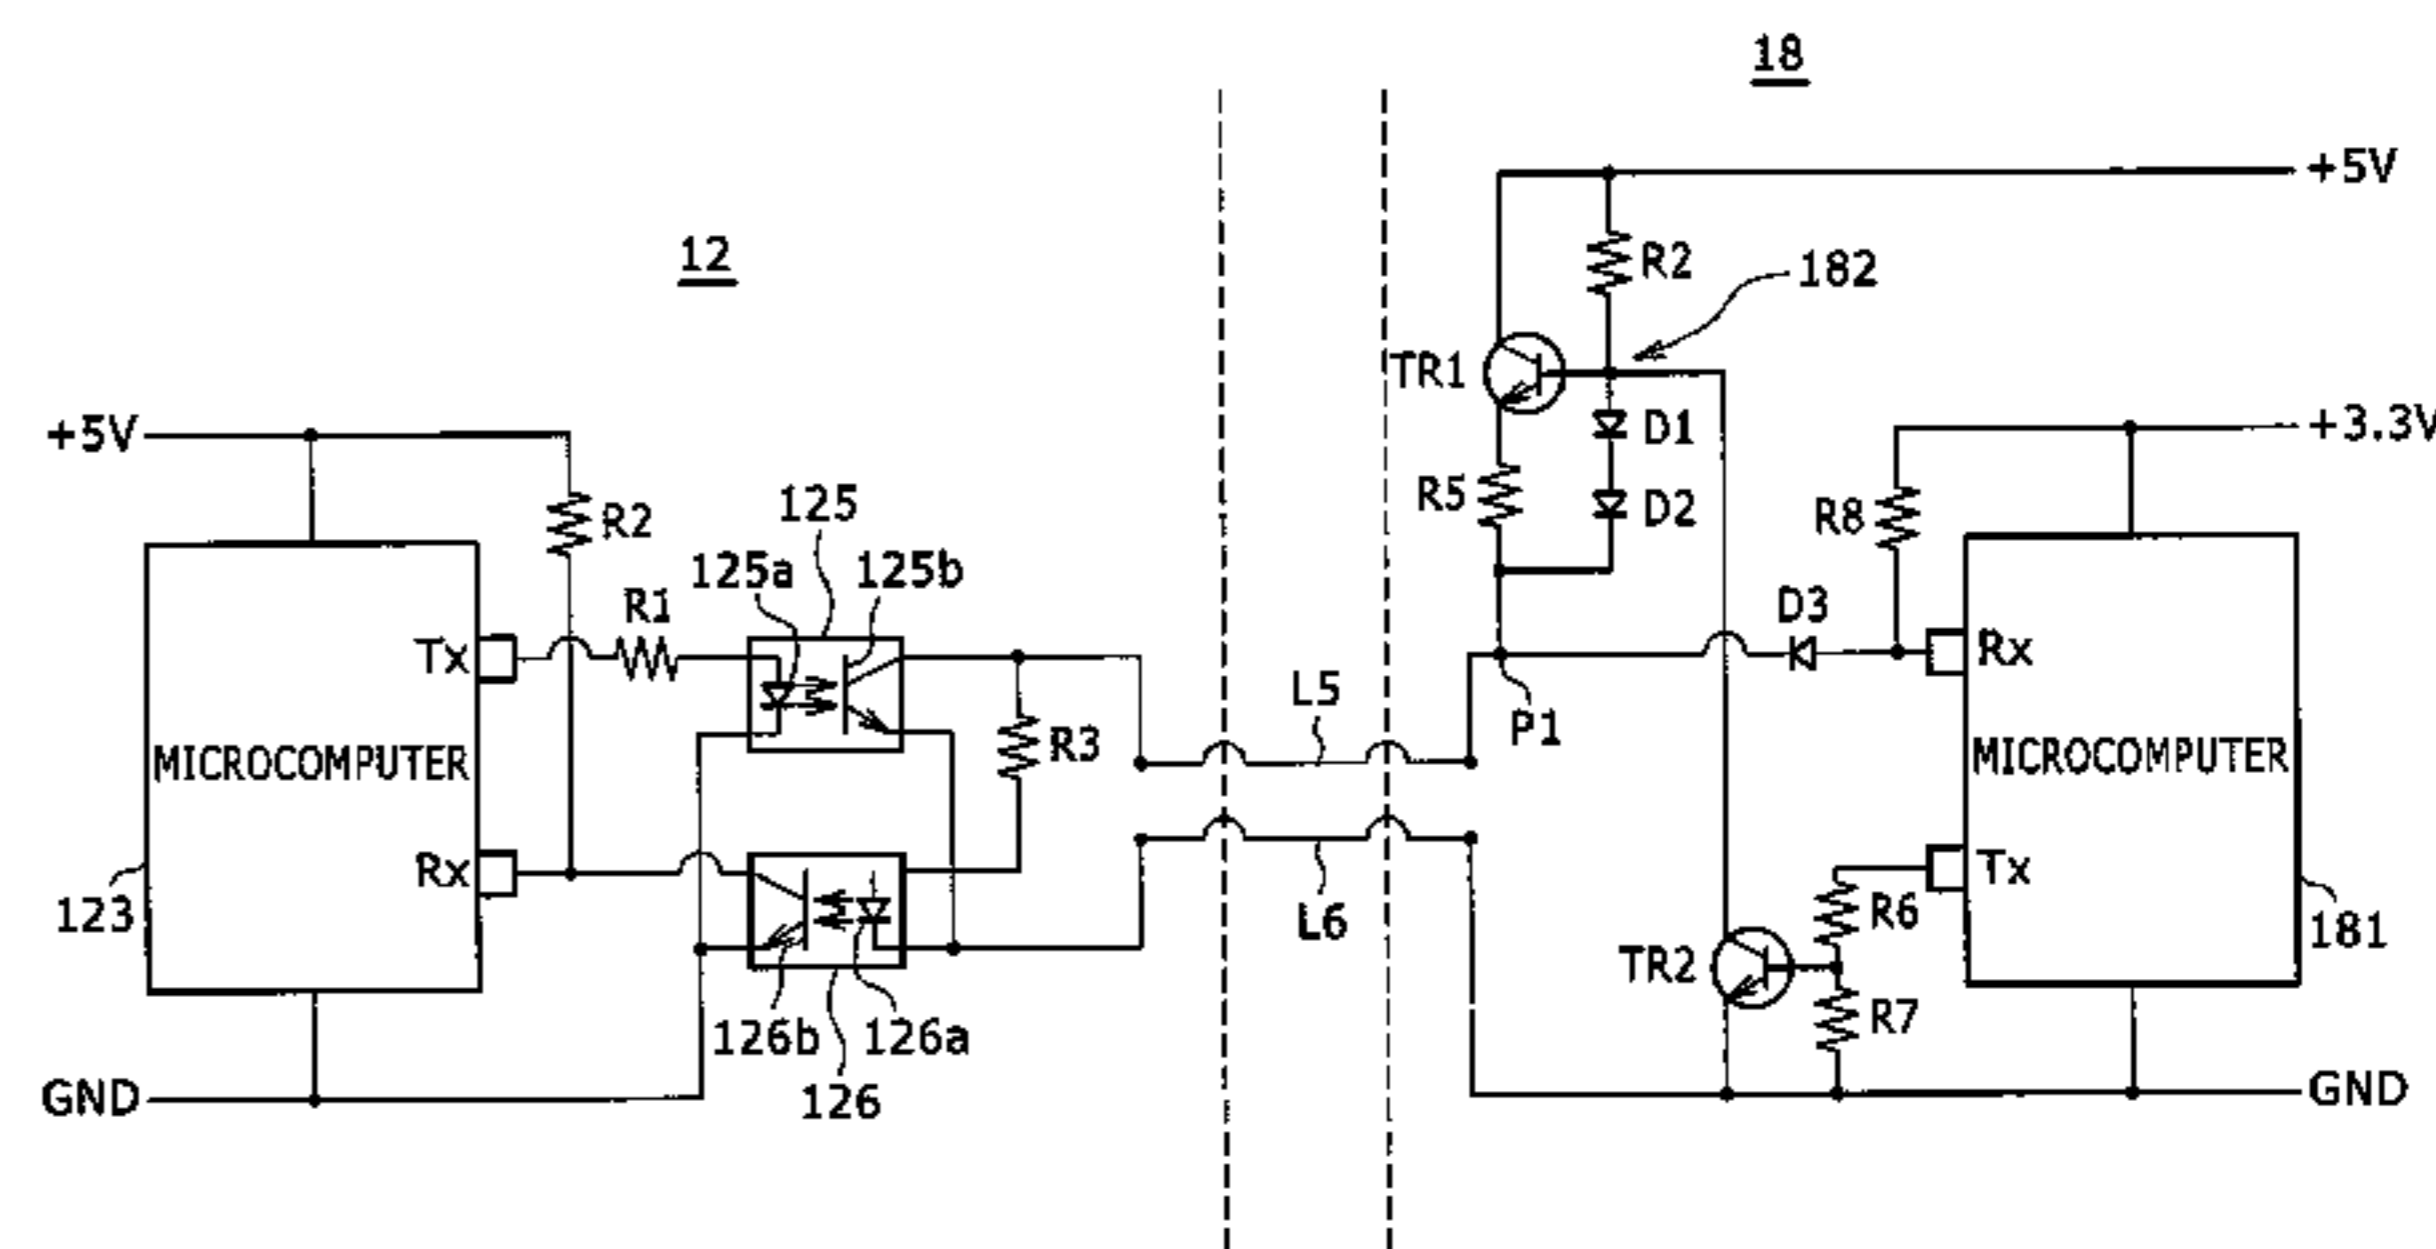 18
+5V
12
R2
182
TR1
+5V
D1
+3.3V
125
R5
D2
R8
R2
125a
125b
R1
D3
Tx
Rx
L5
P1
MICROCOMPUTER
R3
MICROCOMPUTER
Rx
Tx
123
L6
R6
181
TR2
126b
126a
R7
126
GND
GND